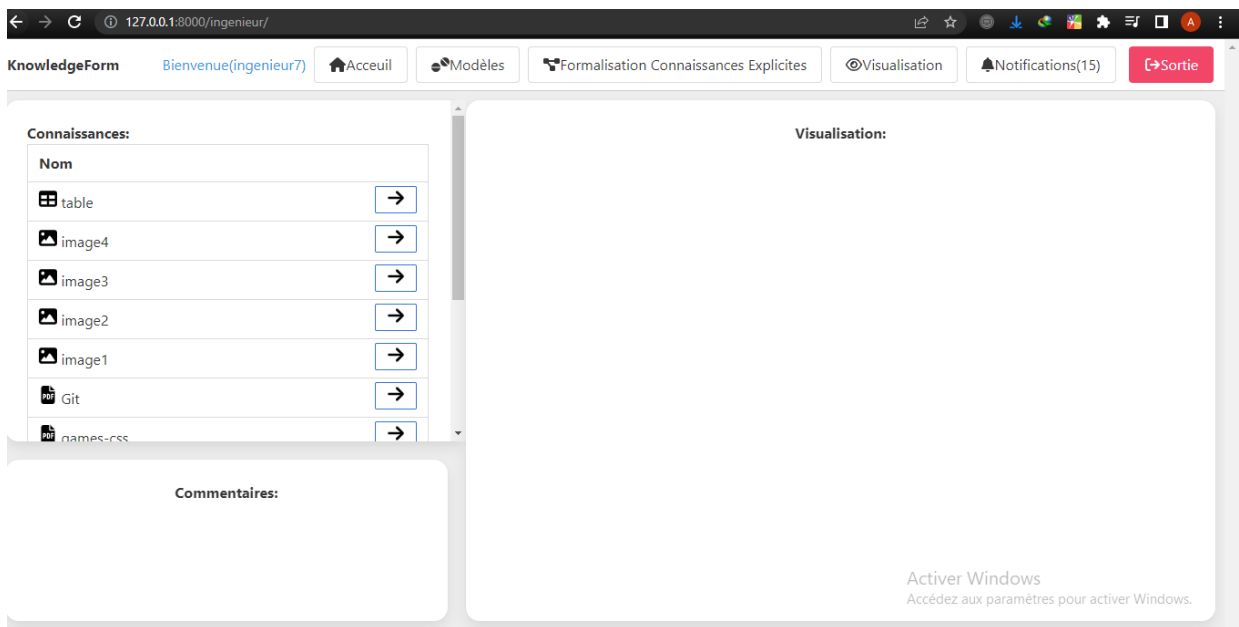 127.0.0.1:8000/ingenieur/
A
KnowledgeForm Bienvenue(ingenieur7) Acceuil Modèles Formalisation Connaissances Explicites Visualisation Notifications(15) Sortie
Connaissances:
Nom
table
image4
image3
image2
image1
PDF Git
PDF games-css
Commentaires:
Visualisation:
Activer Windows
Accédez aux paramètres pour activer Windows.